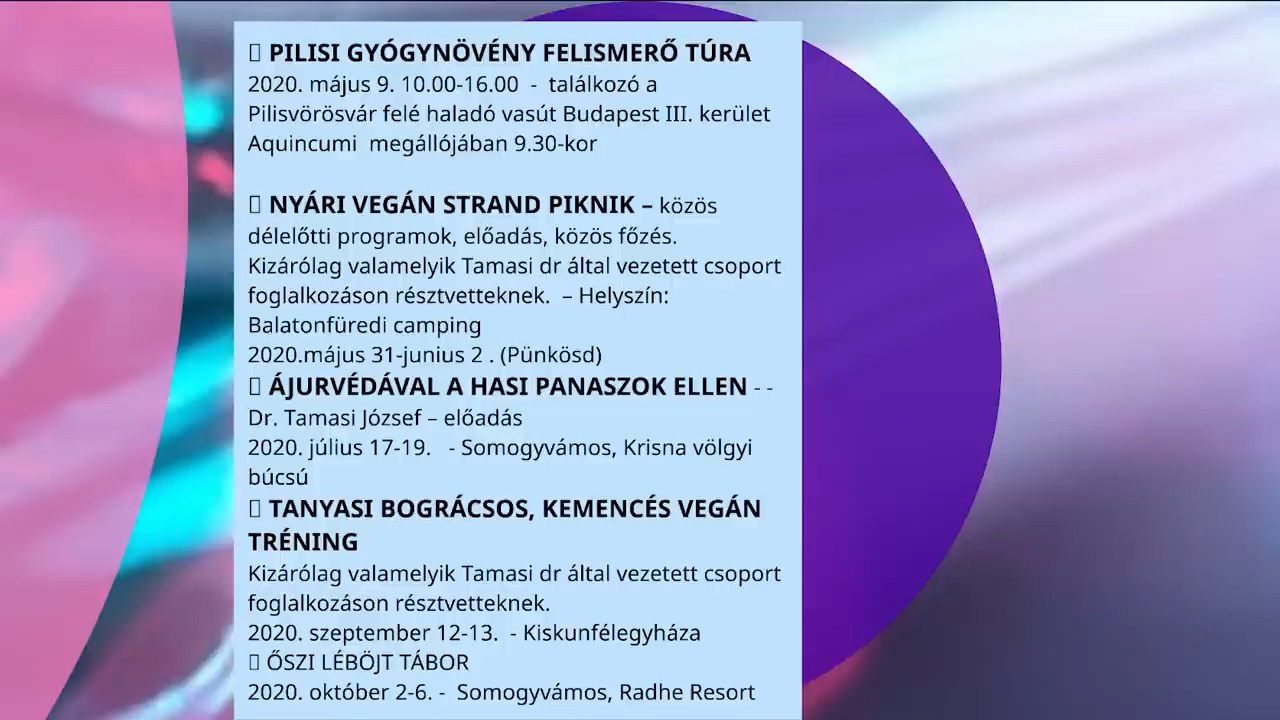 PILISI GYÓGYNÖVÉNY FELISMERŐ TÚRA
2020. május 9. 10.00-16.00 - találkozó a
Pilisvörösvár felé haladó vasút Budapest III. kerület
Aquincumi megállójában 9.30-kor
NYÁRI VEGÁN STRAND PIKNIK – közös
délelőtti programok, előadás, közös főzés.
Kizárólag valamelyik Tamasi dr által vezetett csoport
foglalkozáson résztvetteknek. – Helyszín:
Balatonfüredi camping
2020.május 31-junius 2 . (Pünkösd)
ÁJURVÉDÁVAL A HASI PANASZOK ELLEN - -
Dr. Tamasi József – előadás
2020. július 17-19. - Somogyvámos, Krisna völgyi
búcsú
TANYASI BOGRÁCSOS, KEMENCÉS VEGÁN
TRÉNING
Kizárólag valamelyik Tamasi dr által vezetett csoport
foglalkozáson résztvetteknek.
2020. szeptember 12-13. - Kiskunfélegyháza
ŐSZI LÉBÖJT TÁBOR
2020. október 2-6. - Somogyvámos, Radhe Resort